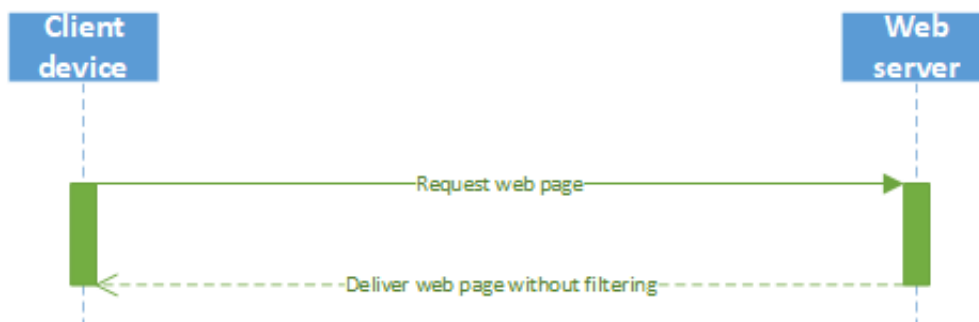 Client
device
Web
server
Request web page
Deliver web page without filtering